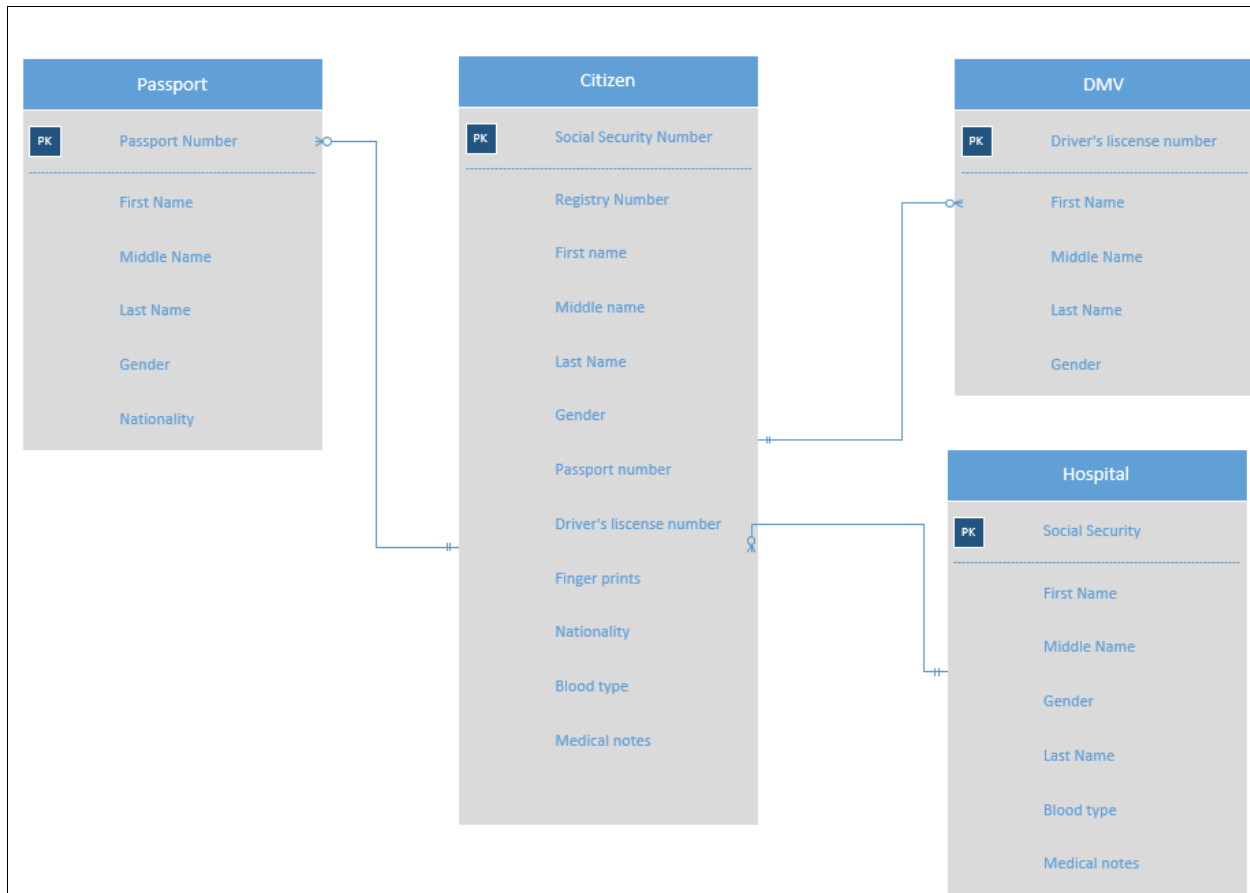 Passport
PK
Passport Number
First Name
Middle Name
Last Name
Gender
Nationality
Citizen
PK
Social Security Number
Registry Number
First name
Middle name
Last Name
Gender
Passport number
Driver's liscense number
Finger prints
Nationality
Blood type
Medical notes
DMV
PK
Driver's liscense number
First Name
Middle Name
Last Name
Gender
Hospital
PK
Social Security
First Name
Middle Name
Gender
Last Name
Blood type
Medical notes